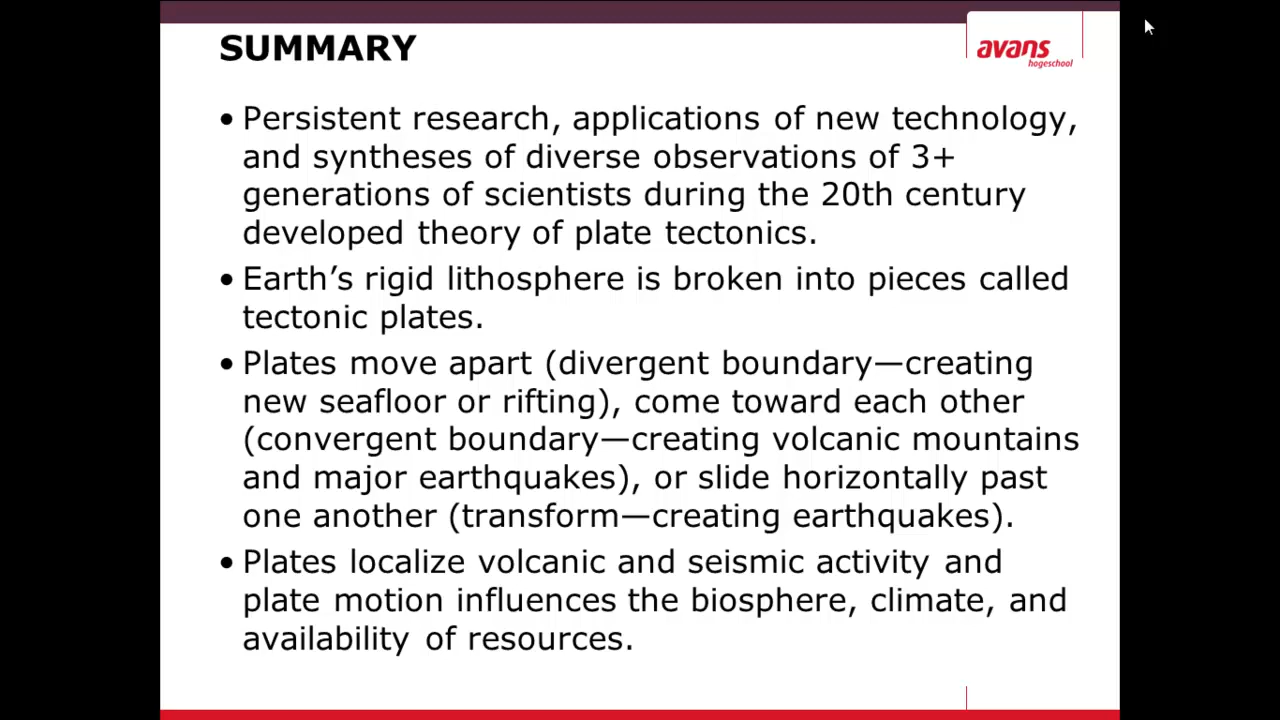 SUMMARY
avans
hogeschool
• Persistent research, applications of new technology,
and syntheses of diverse observations of 3+
generations of scientists during the 20th century
developed theory of plate tectonics.
• Earth’s rigid lithosphere is broken into pieces called
tectonic plates.
• Plates move apart (divergent boundary—creating
new seafloor or rifting), come toward each other
(convergent boundary—creating volcanic mountains
and major earthquakes), or slide horizontally past
one another (transform—creating earthquakes).
• Plates localize volcanic and seismic activity and
plate motion influences the biosphere, climate, and
availability of resources.